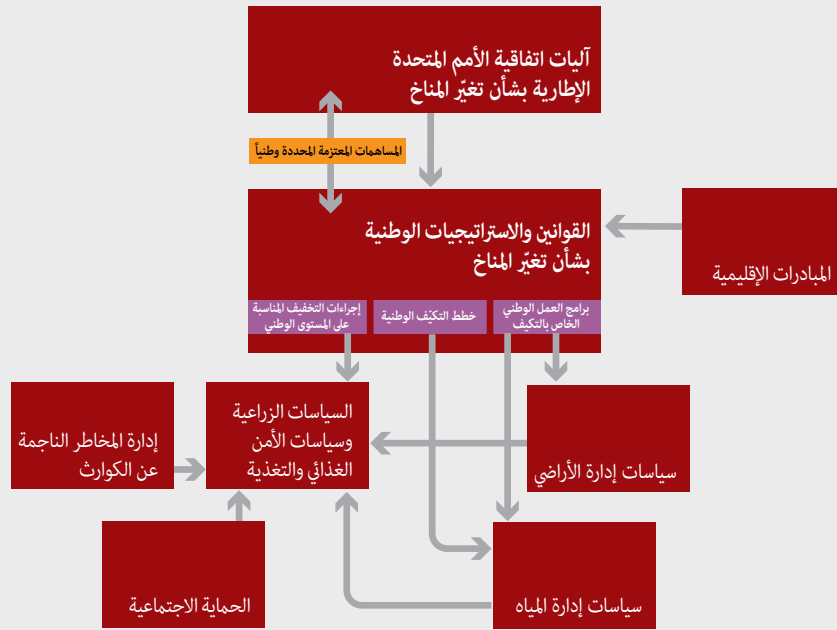 آليات اتفاقية الأمم المتحدة
الإطارية بشأن تغيّر المناخ
المساهمات المعتزمة المحددة وطنياً
القوانين والاستراتيجيات الوطنية
بشأن تغيّر المناخ
المبادرات الإقليمية
برامج العمل الوطني
الخاص بالتكيف
خطط التكيّف الوطنية
إجراءات التخفيف المناسبة
على المستوى الوطني
السياسات الزراعية
وسياسات الأمن
الغذائي والتغذية
إدارة المخاطر الناجمة
عن الكوارث
سياسات إدارة الأراضي
سياسات إدارة المياه
الحماية الاجتماعية